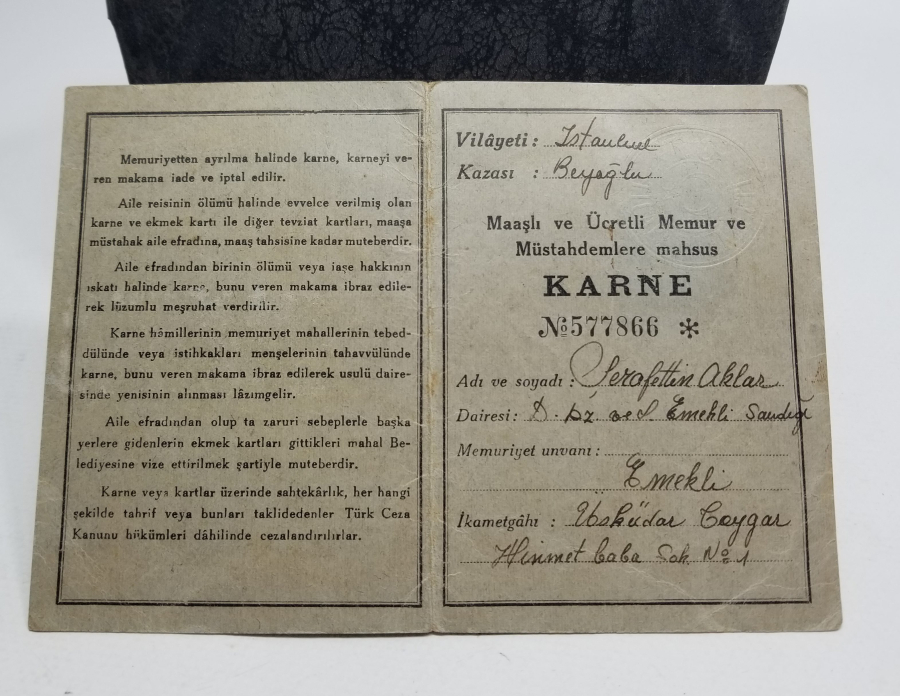 Memuriyetten ayrılma halinde karne, karneyi ve-
ren makama iade ve iptal edilir.
Aile reisinin ölümü halinde evvelce verilmiş olan
karne ve ekmek kartı ile diğer tevziat kartları, maaşa
müstahak aile efradına, maaş tahsisine kadar muteberdir.
Aile efradından birinin ölümü veya iaşe hakkının
ıskatı halinde karne, bunu veren makama ibraz edile-
rek lüzumlu meşruhat verdirilir.
Karne hâmillerinin memuriyet mahallerinin tebed-
dülünde veya istihkakları menşelerinin tahavvülünde
karne, bunu veren makama ibraz edilerek usulü daire-
sinde yenisinin alınması lâzımgelir.
Aile efradından olup ta zaruri sebeplerle başka
yerlere gidenlerin ekmek kartları gittikleri mahal Be-
lediyesine vize ettirilmek şartiyle muteberdir.
Karne veya kartlar üzerinde sahtekârlık, her hangi
şekilde tahrif veya bunları taklidedenler Türk Ceza
Kanunu hükümleri dâhilinde cezalandırılırlar.
Vilâyeti : İstanbul
Kazası : Beyoğlu
Maaşlı ve Ücretli Memur ve
Müstahdemlere mahsus
KARNE
№ 577866 *
Adı ve soyadı : Şerafettin Aklar
Dairesi : D. Dz. Emekli Sandığı
Memuriyet unvanı :
Emekli
İkametgâhı : Üsküdar
baba Sok No 1